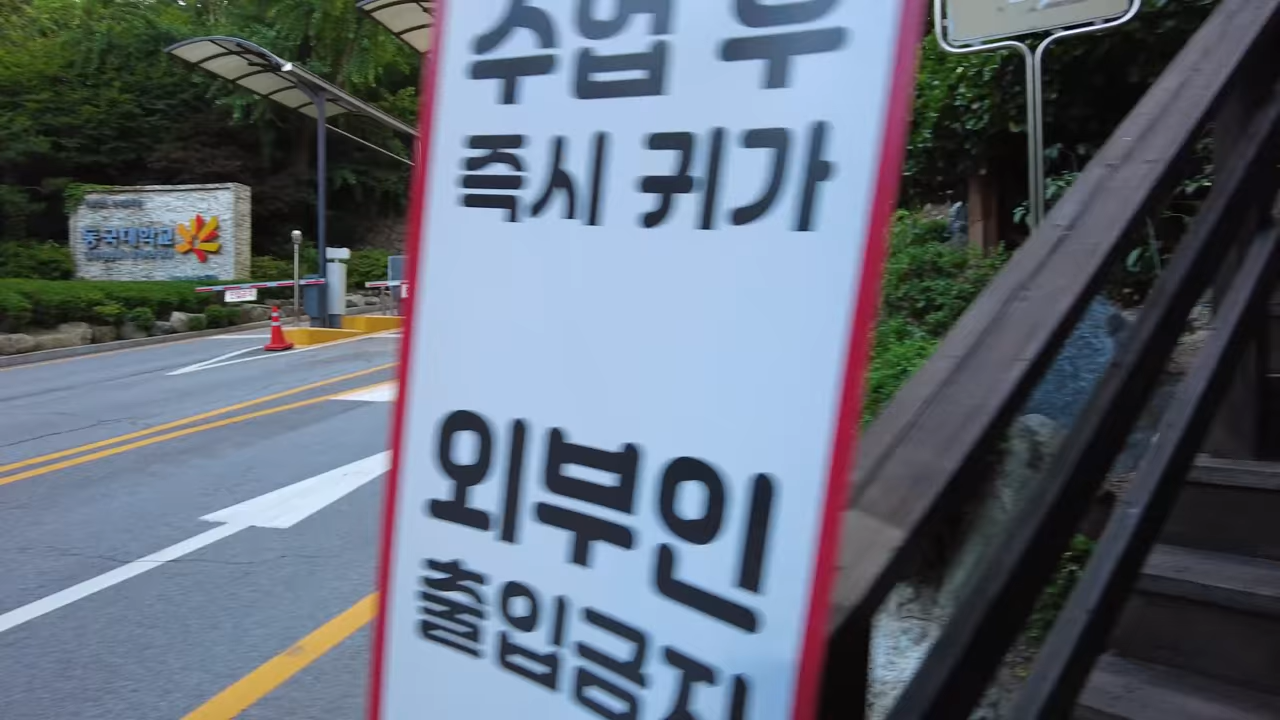 수업 후
즉시 귀가
외부인
출입금지
동국대학교